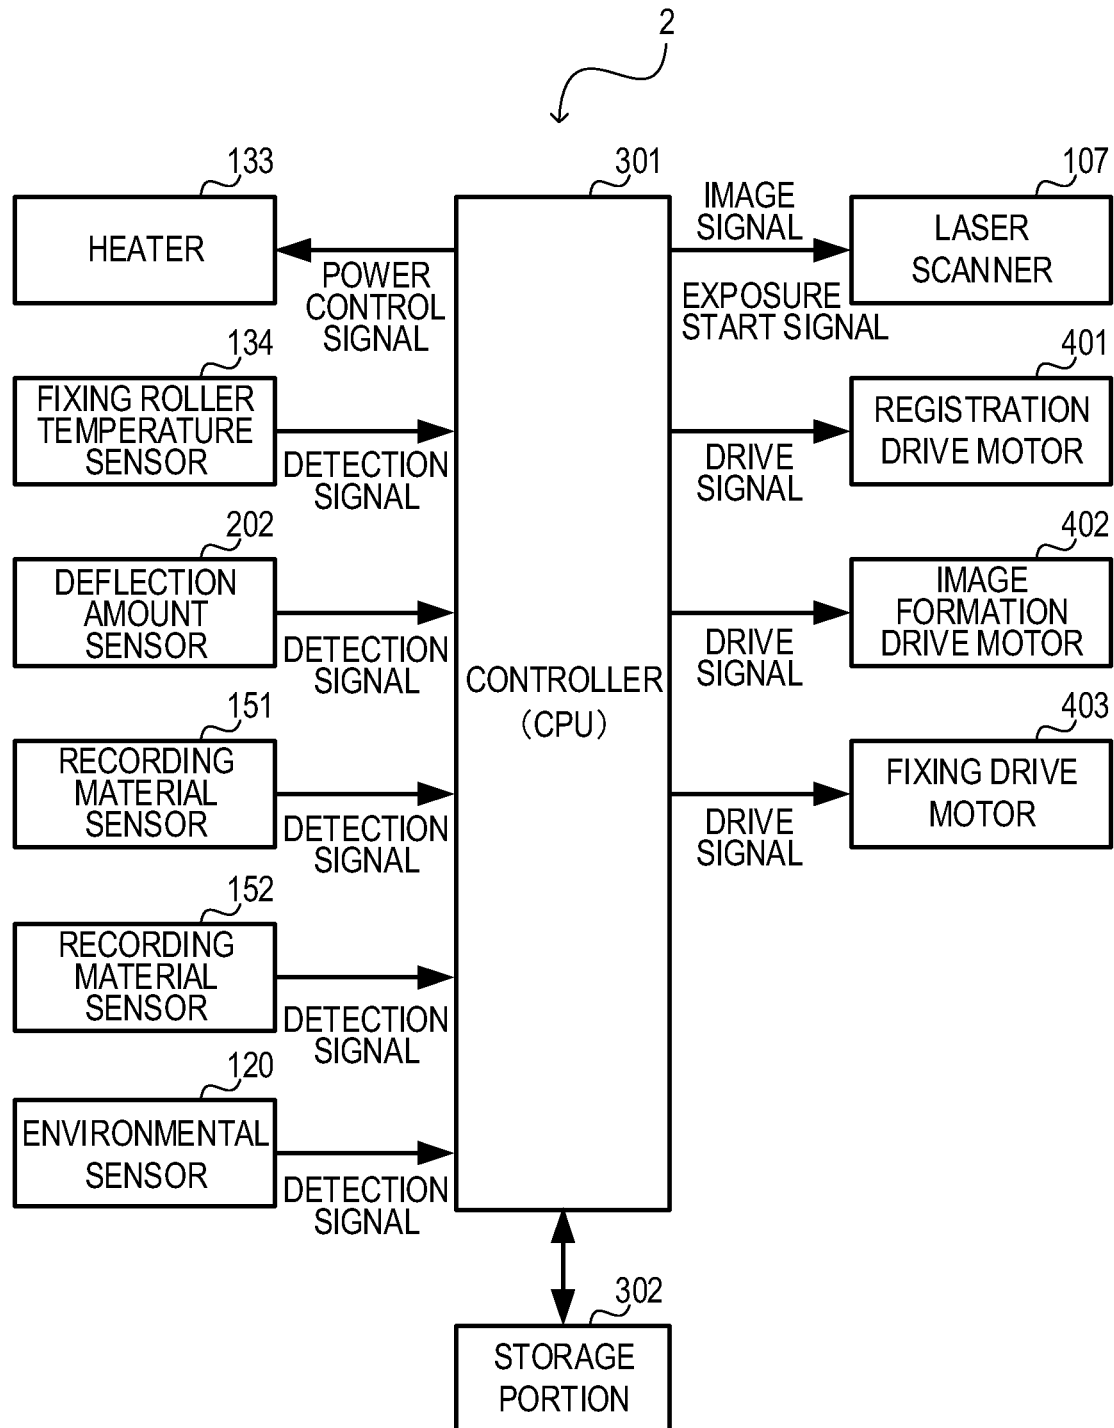 2
133
HEATER
POWER
CONTROL
SIGNAL
134
FIXING ROLLER
TEMPERATURE
SENSOR
DETECTION
SIGNAL
202
DEFLECTION
AMOUNT
SENSOR
DETECTION
SIGNAL
151
RECORDING
MATERIAL
SENSOR
DETECTION
SIGNAL
152
RECORDING
MATERIAL
SENSOR
DETECTION
SIGNAL
120
ENVIRONMENTAL
SENSOR
DETECTION
SIGNAL
301
CONTROLLER
(CPU)
IMAGE
SIGNAL
EXPOSURE
START SIGNAL
107
LASER
SCANNER
401
REGISTRATION
DRIVE MOTOR
DRIVE
SIGNAL
402
IMAGE
FORMATION
DRIVE MOTOR
DRIVE
SIGNAL
403
FIXING DRIVE
MOTOR
DRIVE
SIGNAL
302
STORAGE
PORTION